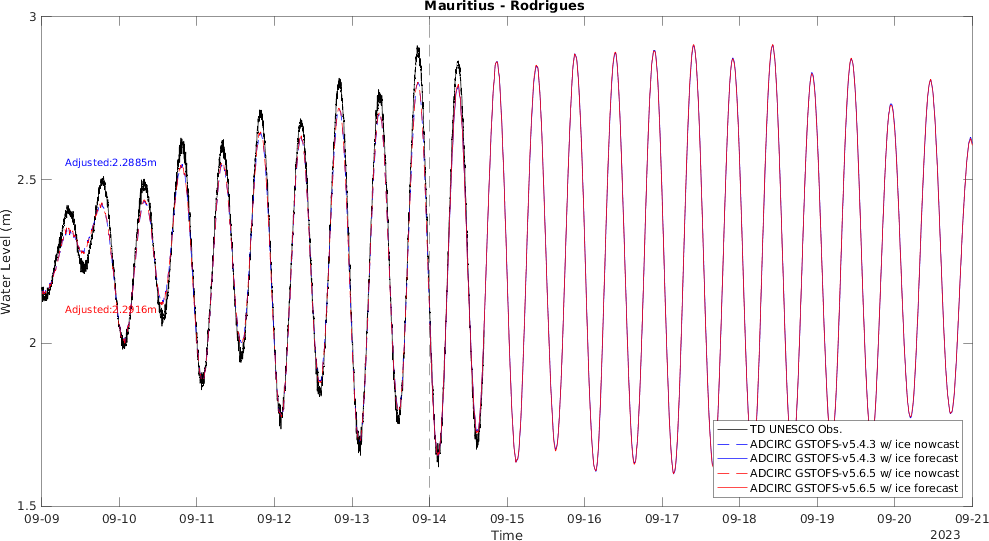 Mauritius - Rodrigues
3
2.5
2
1.5
Water Level (m)
Adjusted:2.2885m
Adjusted:2.2916m
TD UNESCO Obs.
ADCIRC GSTOFS-v5.4.3 w/ ice nowcast
ADCIRC GSTOFS-v5.4.3 w/ ice forecast
ADCIRC GSTOFS-v5.6.5 w/ ice nowcast
ADCIRC GSTOFS-v5.6.5 w/ ice forecast
09-09 09-10 09-11 09-12 09-13 09-14 09-15 09-16 09-17 09-18 09-19 09-20 09-21
Time
2023